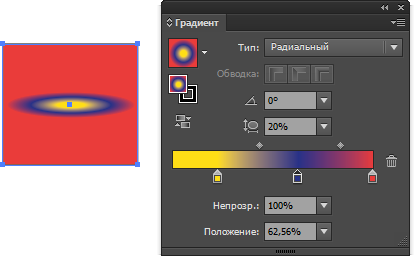 Градиент
Тип: Радиальный
Обводка:
0°
20%
Непрозр.: 100%
Положение: 62,56%